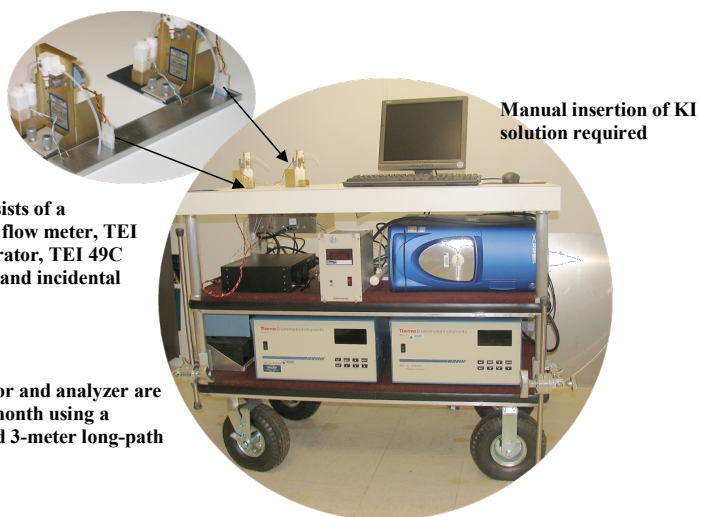 Manual insertion of KI
solution required
sists of a
flow meter, TEI
rator, TEI 49C
and incidental
or and analyzer are
month using a
d 3-meter long-path
Thermo
Thermo